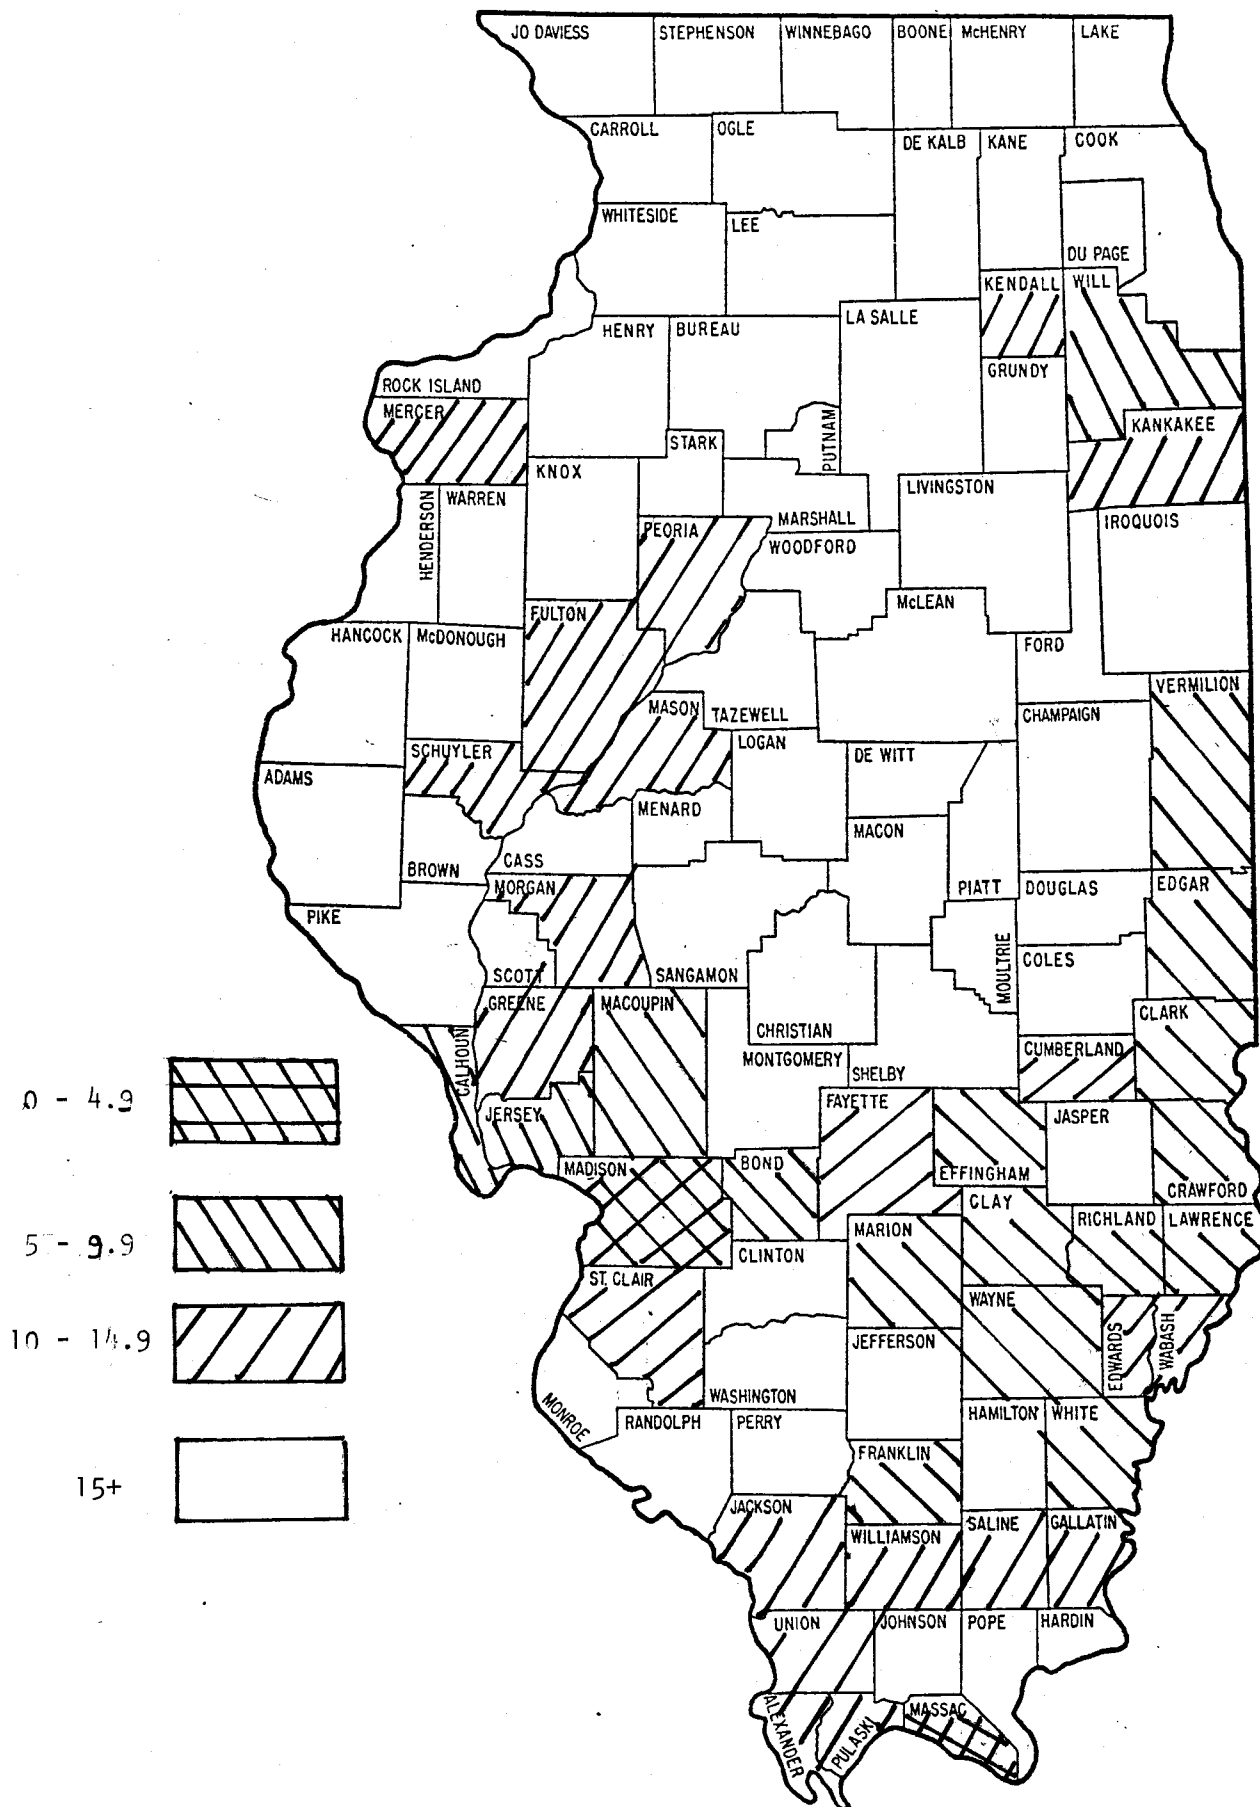 JO DAVIESS STEPHENSON WINNEBAGO BOONE McHENRY LAKE
CARROLL OGLE DE KALB KANE COOK
WHITESIDE LEE DU PAGE
KENDALL WILL
HENRY BUREAU LA SALLE
ROCK ISLAND GRUNDY
MERCER KANKAKEE
STARK PUTNAM
KNOX LIVINGSTON
HENDERSON WARREN MARSHALL IROQUOIS
PEORIA WOODFORD
FULTON McLEAN
HANCOCK McDONOUGH FORD
VERMILION
MASON TAZEWELL CHAMPAIGN
SCHUYLER LOGAN DE WITT
ADAMS MENARD MACON
BROWN CASS
MORGAN PIATT DOUGLAS EDGAR
PIKE
SCOTT SANGAMON MOULTRIE COLES
GREENE MACOUPIN CLARK
CALHOUN CHRISTIAN CUMBERLAND
MONTGOMERY SHELBY
0 - 4.9
JERSEY FAYETTE JASPER
MADISON BOND EFFINGHAM CRAWFORD
CLAY RICHLAND LAWRENCE
5 - 9.9
MARION
CLINTON
ST. CLAIR WAYNE
10 - 14.9
JEFFERSON EDWARDS WABASH
WASHINGTON
MONROE RANDOLPH PERRY HAMILTON WHITE
FRANKLIN
15+
JACKSON WILLIAMSON SALINE GALLATIN
UNION JOHNSON POPE HARDIN
ALEXANDER PULASKI MASSAC